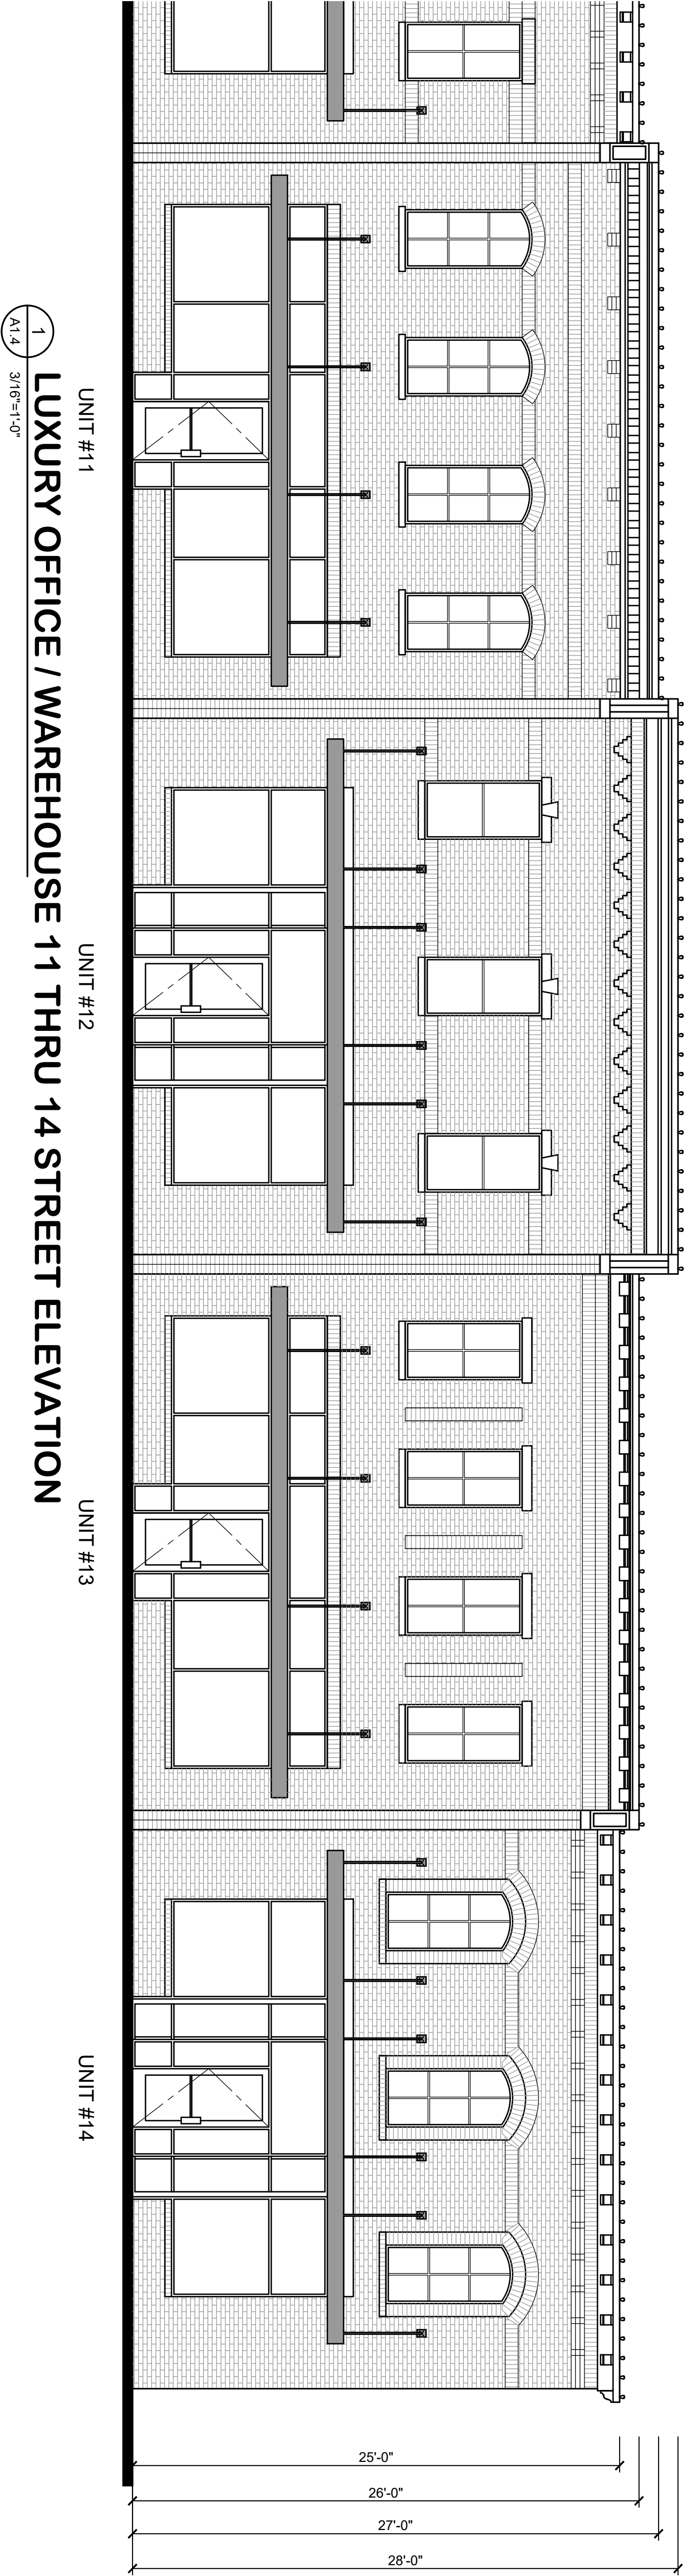 25'-0"
26'-0"
27'-0"
28'-0"
UNIT #11
UNIT #12
UNIT #13
UNIT #14
LUXURY OFFICE / WAREHOUSE 11 THRU 14 STREET ELEVATION
1
A1.4
3/16"=1'-0"